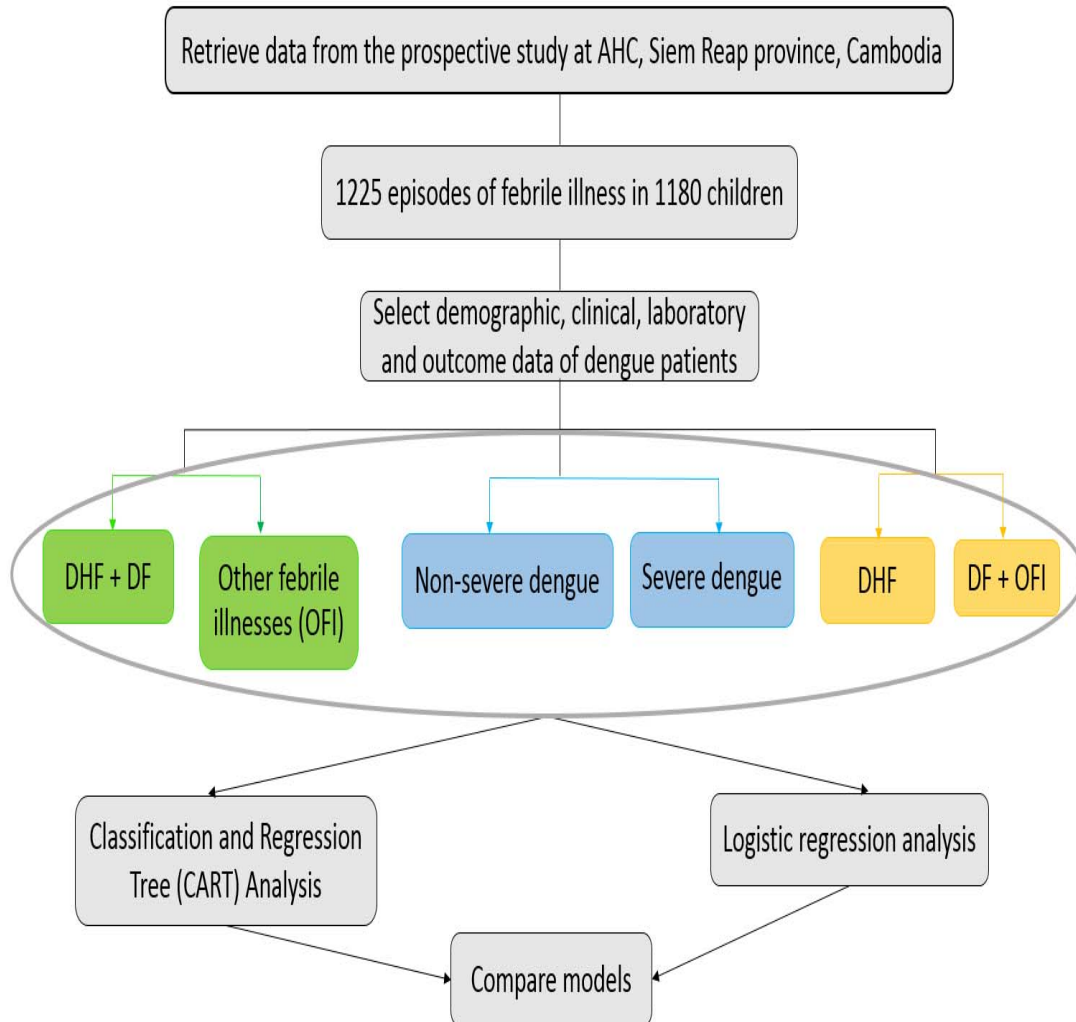 Retrieve data from the prospective study at AHC, Siem Reap province, Cambodia
1225 episodes of febrile illness in 1180 children
Select demographic, clinical, laboratory
and outcome data of dengue patients
DHF + DF
Other febrile
illnesses (OFI)
Non-severe dengue
Severe dengue
DHF
DF + OFI
Classification and Regression
Tree (CART) Analysis
Logistic regression analysis
Compare models